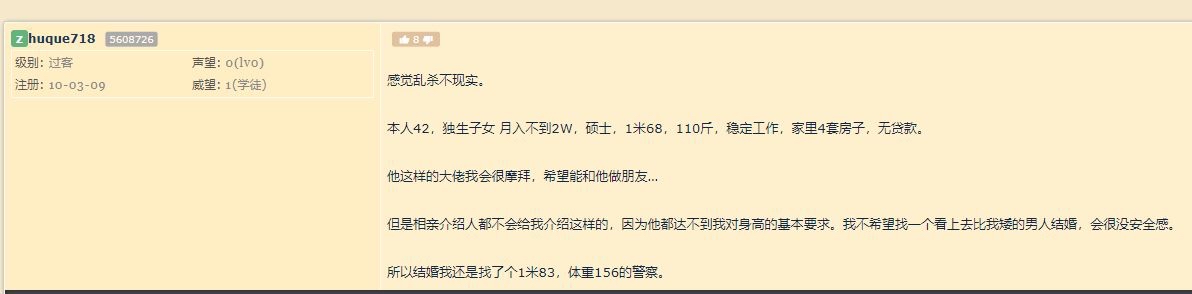 zhuque718 5608726
级别: 过客 声望: 0(lv0)
注册: 10-03-09 威望: 1(学徒)
8
感觉乱杀不现实。
本人42，独生子女 月入不到2W，硕士，1米68，110斤，稳定工作，家里4套房子，无贷款。
他这样的大佬我会很摩拜，希望能和他做朋友...
但是相亲介绍人都不会给我介绍这样的，因为他都达不到我对身高的基本要求。我不希望找一个看上去比我矮的男人结婚，会很没安全感。
所以结婚我还是找了个1米83，体重156的警察。